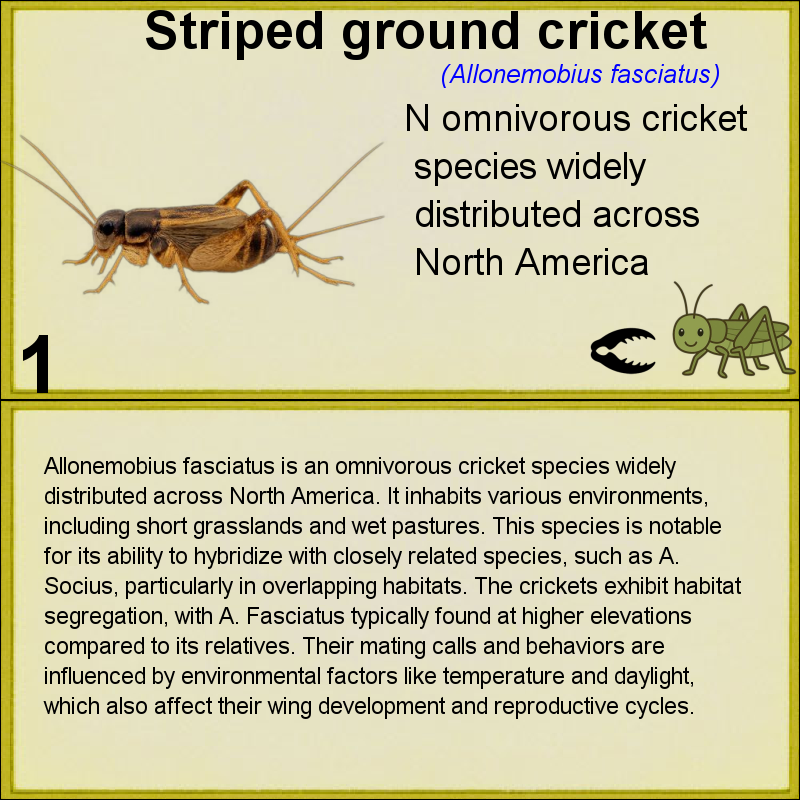 Striped ground cricket
(Allonemobius fasciatus)
N omnivorous cricket
species widely
distributed across
North America
1
Allonemobius fasciatus is an omnivorous cricket species widely
distributed across North America. It inhabits various environments,
including short grasslands and wet pastures. This species is notable
for its ability to hybridize with closely related species, such as A.
Socius, particularly in overlapping habitats. The crickets exhibit habitat
segregation, with A. Fasciatus typically found at higher elevations
compared to its relatives. Their mating calls and behaviors are
influenced by environmental factors like temperature and daylight,
which also affect their wing development and reproductive cycles.